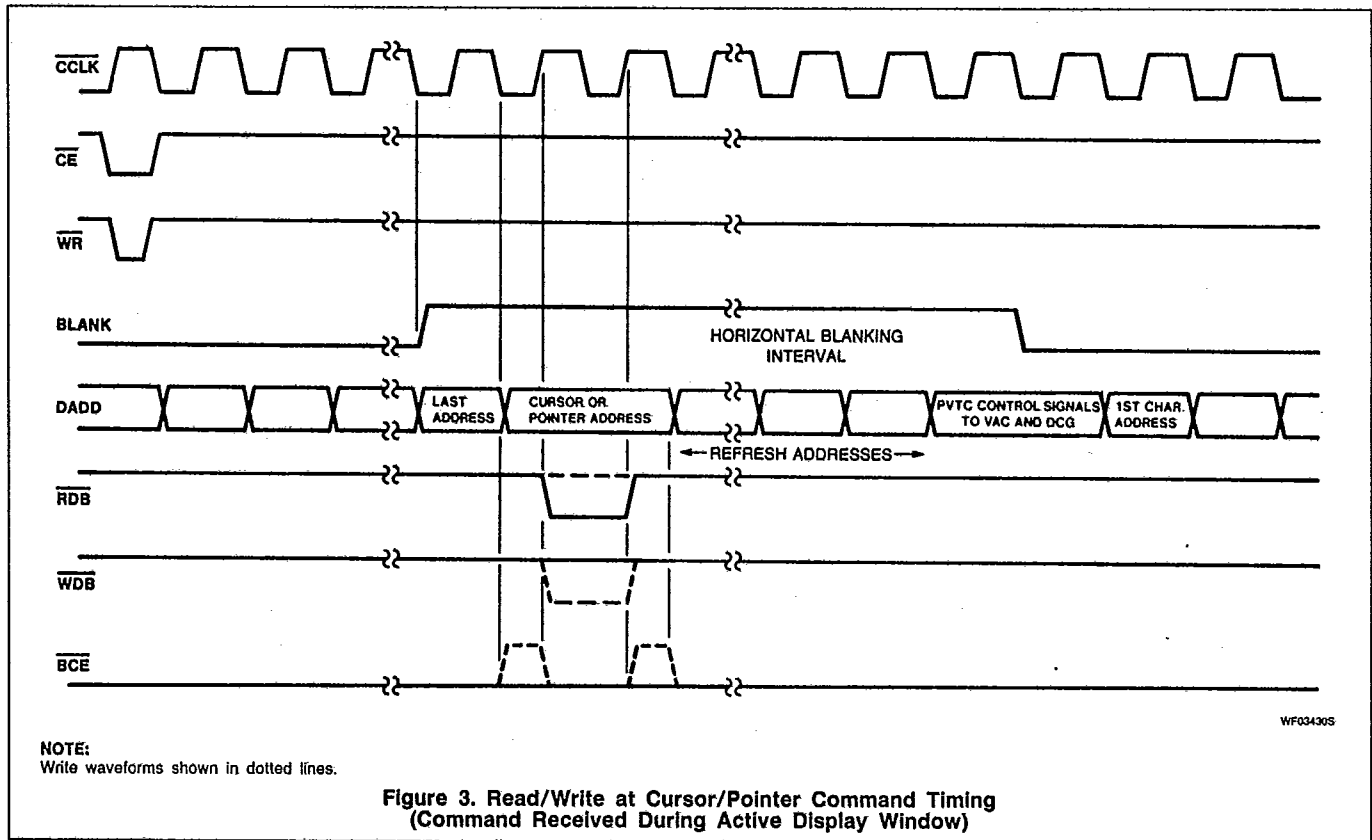 CCLK
CE
WR
BLANK
HORIZONTAL BLANKING
INTERVAL
DADD
LAST
ADDRESS
CURSOR OR
POINTER ADDRESS
PVTC CONTROL SIGNALS
TO VAC AND DCG
1ST CHAR.
ADDRESS
REFRESH ADDRESSES
RDB
WDB
BCE
WF03430S
NOTE:
Write waveforms shown in dotted lines.
Figure 3. Read/Write at Cursor/Pointer Command Timing
(Command Received During Active Display Window)